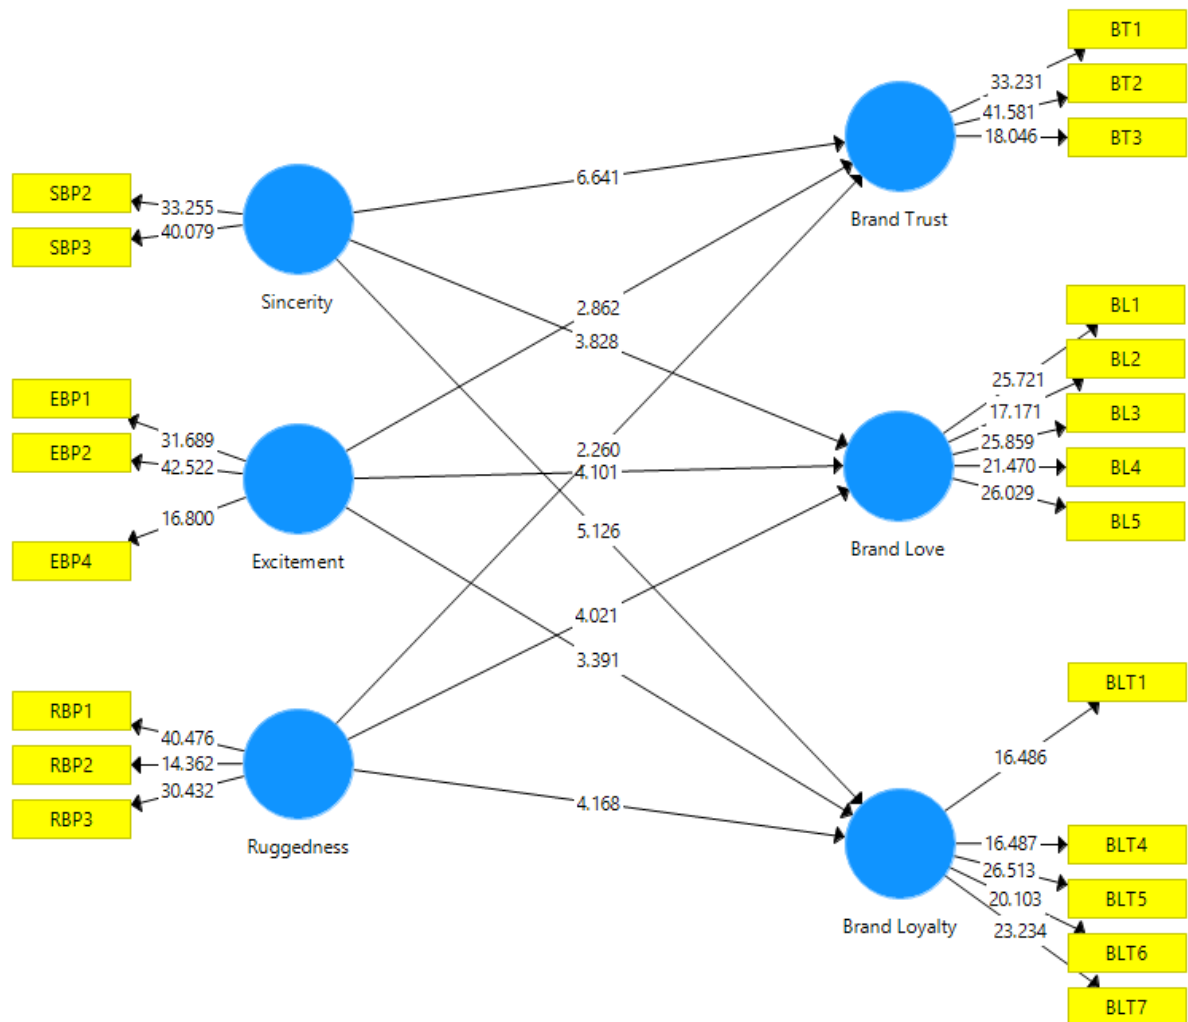 BT1
33.231
BT2
41.581
18.046
BT3
SBP2
33.255
6.641
Brand Trust
40.079
SBP3
Sincerity
2.862
BL1
3.828
BL2
25.721
EBP1
17.171
BL3
31.689
25.859
EBP2
2.260
42.522
4.101
21.470
BL4
26.029
16.800
5.126
BL5
EBP4
Excitement
Brand Love
4.021
3.391
BLT1
RBP1
40.476
16.486
RBP2
14.362
30.432
4.168
RBP3
Ruggedness
16.487
BLT4
26.513
20.103
BLT5
Brand Loyalty
23.234
BLT6
BLT7